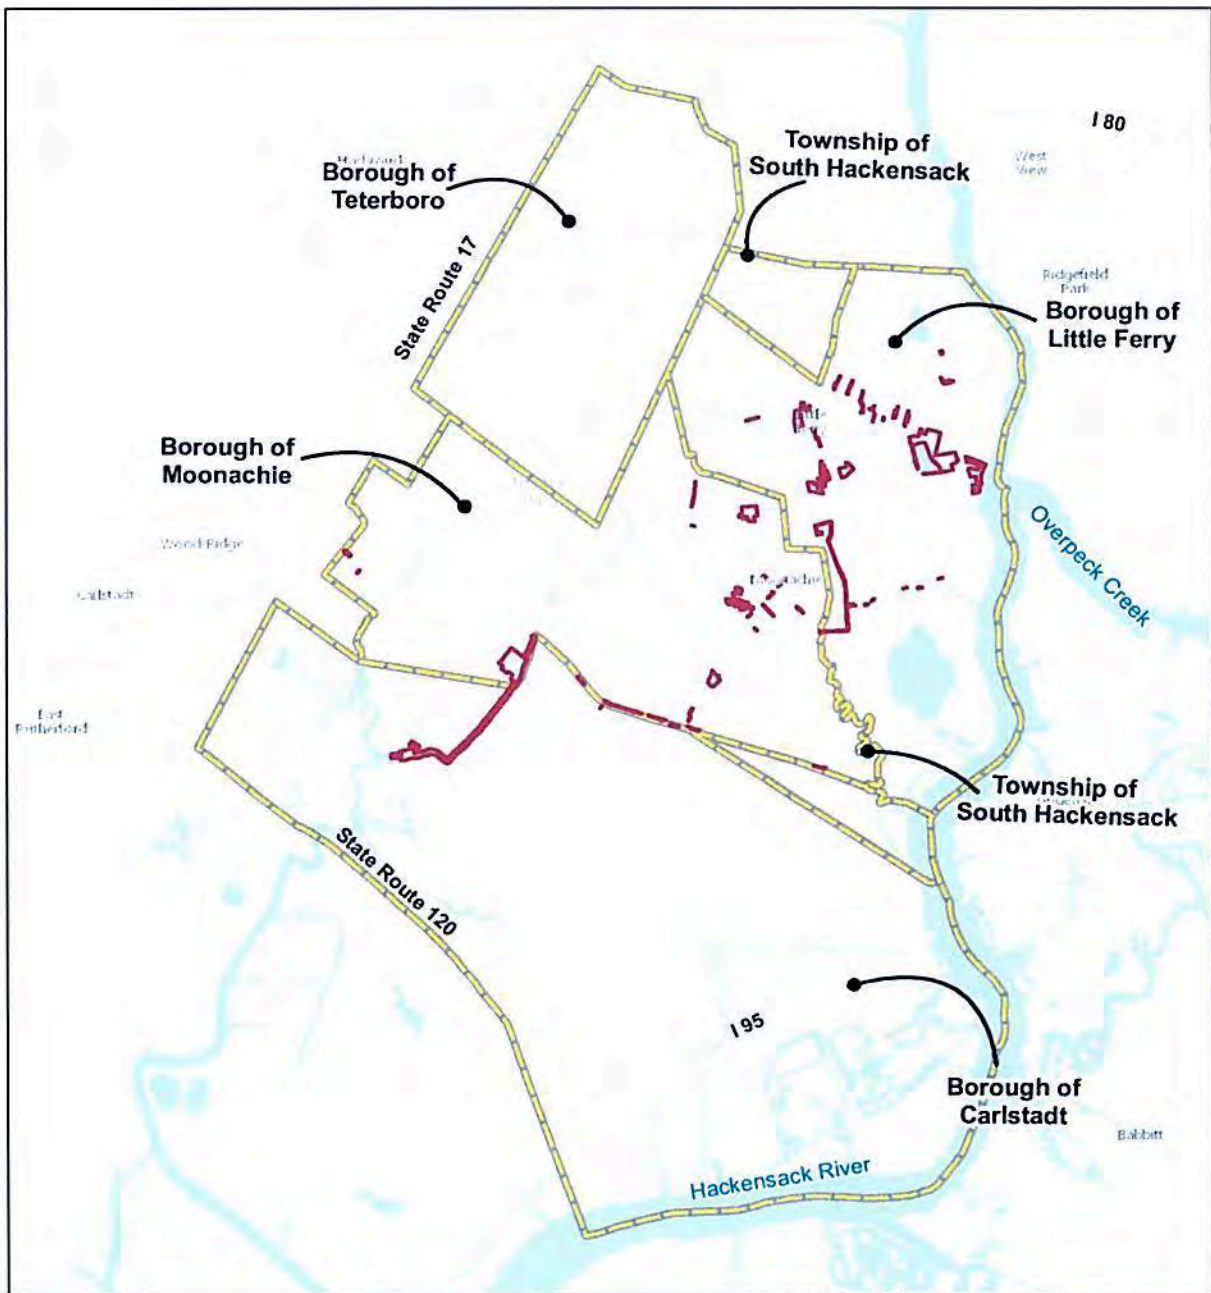 I 80
Township of
South Hackensack
West
View
Borough of
Teterboro
State Route 17
Ridgefield
Park
Borough of
Little Ferry
Borough of
Moonachie
Overpeck Creek
Wood-Ridge
Carlstadt
East
Rutherford
Township of
South Hackensack
State Route 120
I 95
Borough of
Carlstadt
Babbitt
Hackensack River